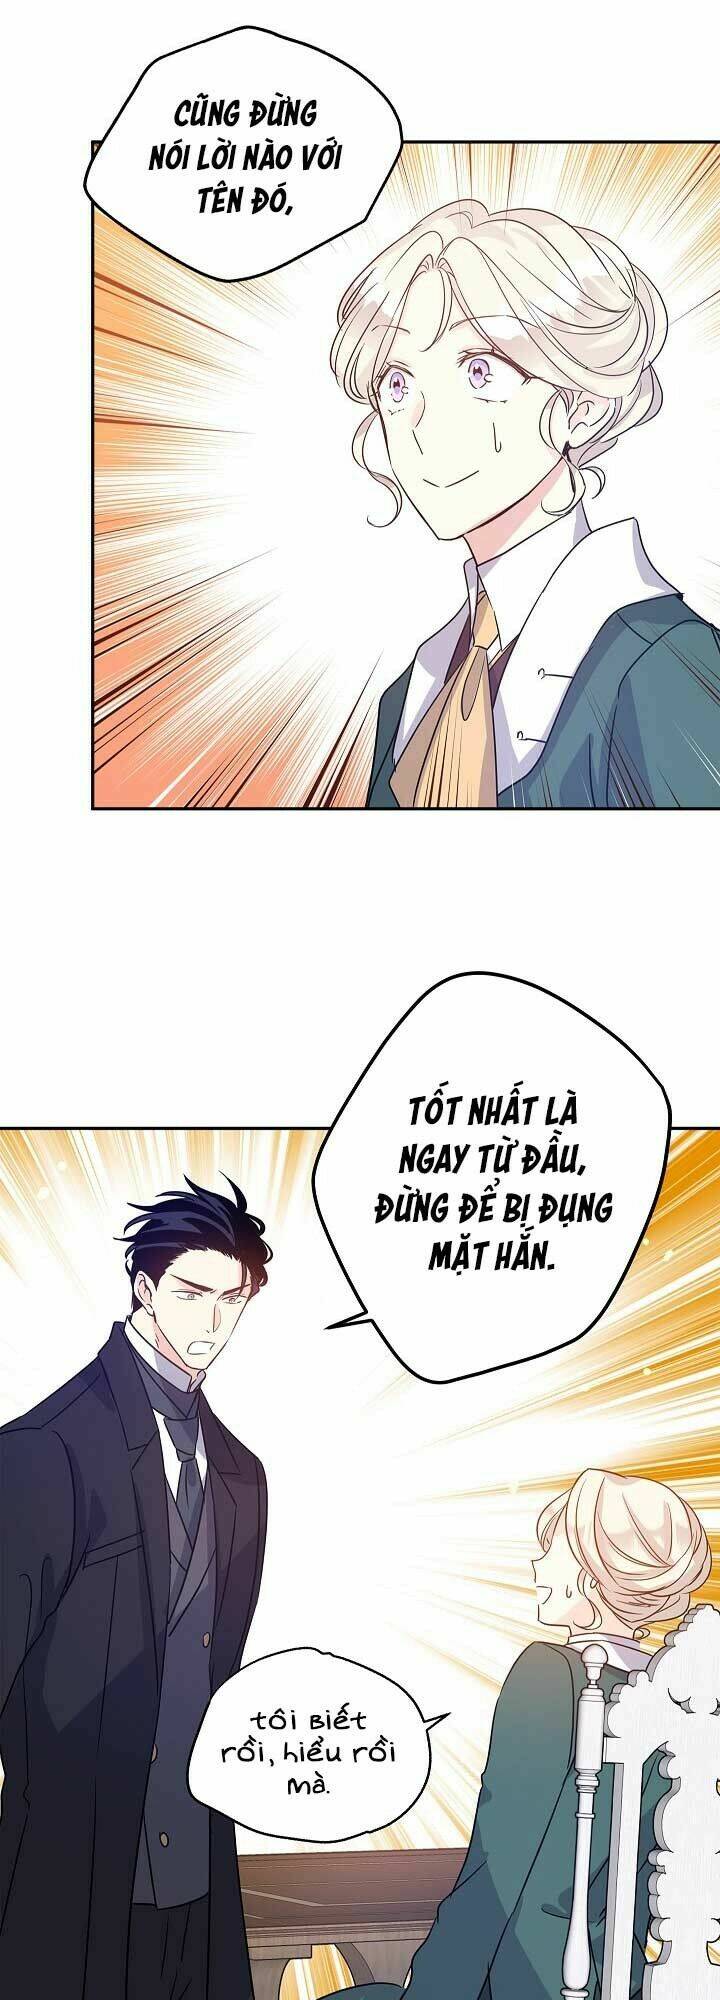 CŨNG ĐỪNG
NÓI LỜI NÀO VỚI
TÊN ĐÓ,
TỐT NHẤT LÀ
NGAY TỪ ĐẦU,
ĐỪNG ĐỂ BỊ ĐỤNG
MẶT HẮN.
TÔI BIẾT
RỒI, HIỂU RỒI
MÀ.